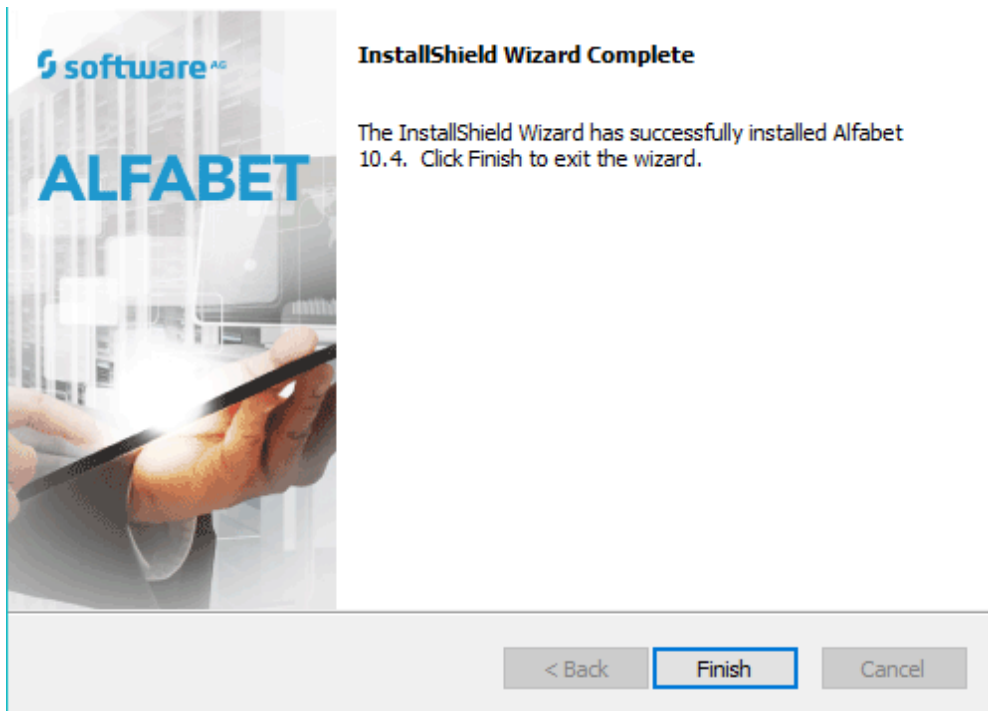 software AG
ALFABET
InstallShield Wizard Complete
The InstallShield Wizard has successfully installed Alfabet
10.4. Click Finish to exit the wizard.
< Back
Finish
Cancel